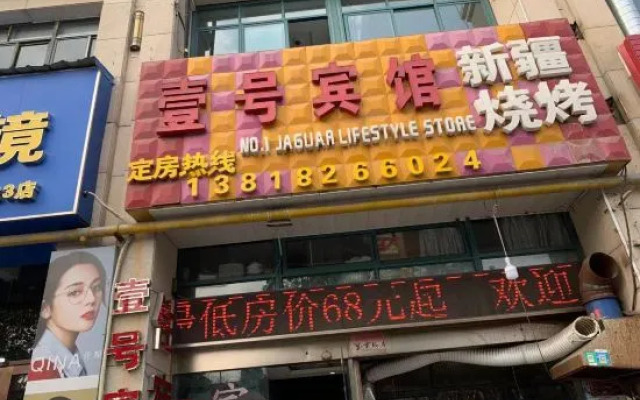 壹号宾馆
新疆
烧烤
NO.1 JAGUAR LIFESTYLE STORE
定房热线
13818266024
镜
3店
低房价68元起 欢迎
QINA
壹号宾